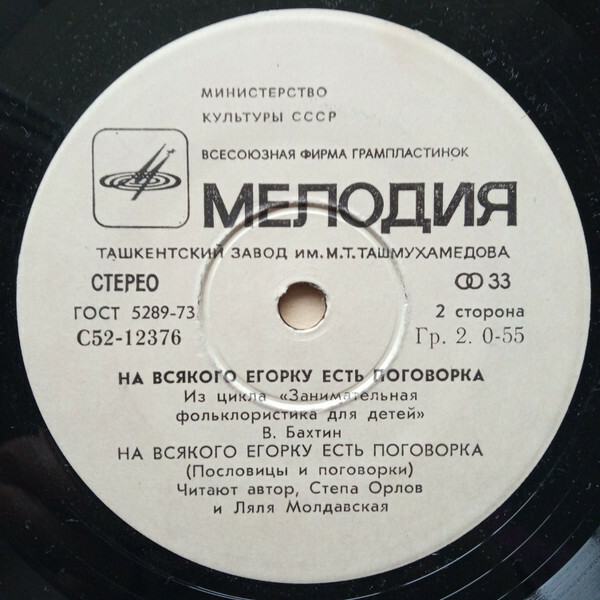 МИНИСТЕРСТВО
КУЛЬТУРЫ СССР
ВСЕСОЮЗНАЯ ФИРМА ГРАМПЛАСТИНОК
МЕЛОДИЯ
ТАШКЕНТСКИЙ ЗАВОД ИМ. М.Т. ТАШМУХАМЕДОВА
СТЕРЕО 33
ГОСТ 5289-73 2 сторона
С52-12376 Гр. 2. 0-55
НА ВСЯКОГО ЕГОРКУ ЕСТЬ ПОГОВОРКА
Из цикла «Занимательная
фольклористика для детей»
В. Бахтин
НА ВСЯКОГО ЕГОРКУ ЕСТЬ ПОГОВОРКА
(Пословицы и поговорки)
Читают автор, Степа Орлов
и Ляля Молдавская